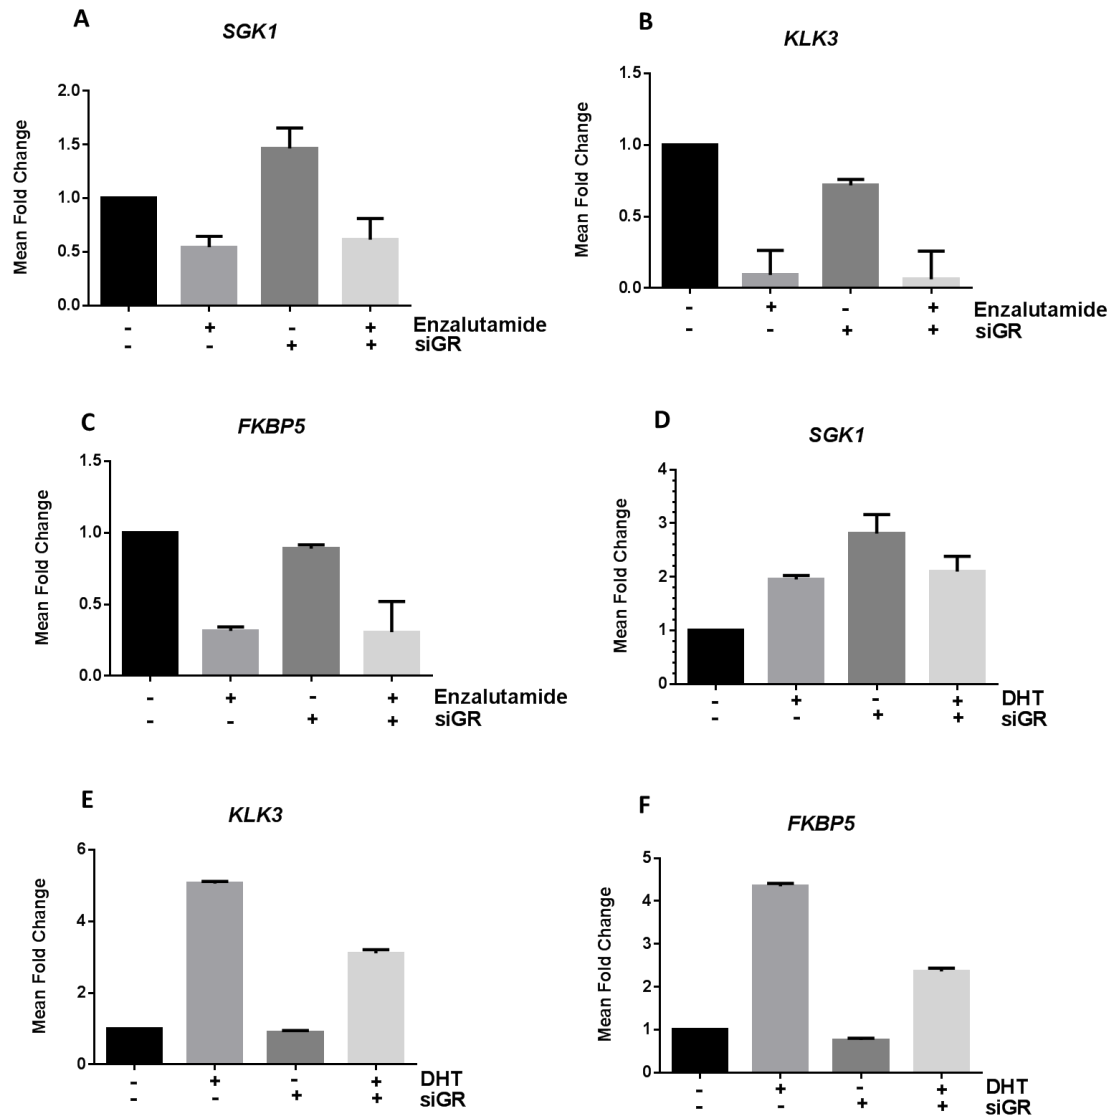 A
SGK1
Mean Fold Change
2.0
1.5
1.0
0.5
0.0
- + - + Enzalutamide
- - + + siGR
B
KLK3
Mean Fold Change
1.5
1.0
0.5
0.0
- + - + Enzalutamide
- - + + siGR
C
FKBP5
Mean Fold Change
1.5
1.0
0.5
0.0
- + - + Enzalutamide
- - + + siGR
D
SGK1
Mean Fold Change
4
3
2
1
0
- + - + DHT
- - + + siGR
E
KLK3
Mean Fold Change
6
4
2
0
- + - + DHT
- - + + siGR
F
FKBP5
Mean Fold Change
5
4
3
2
1
0
- + - + DHT
- - + + siGR